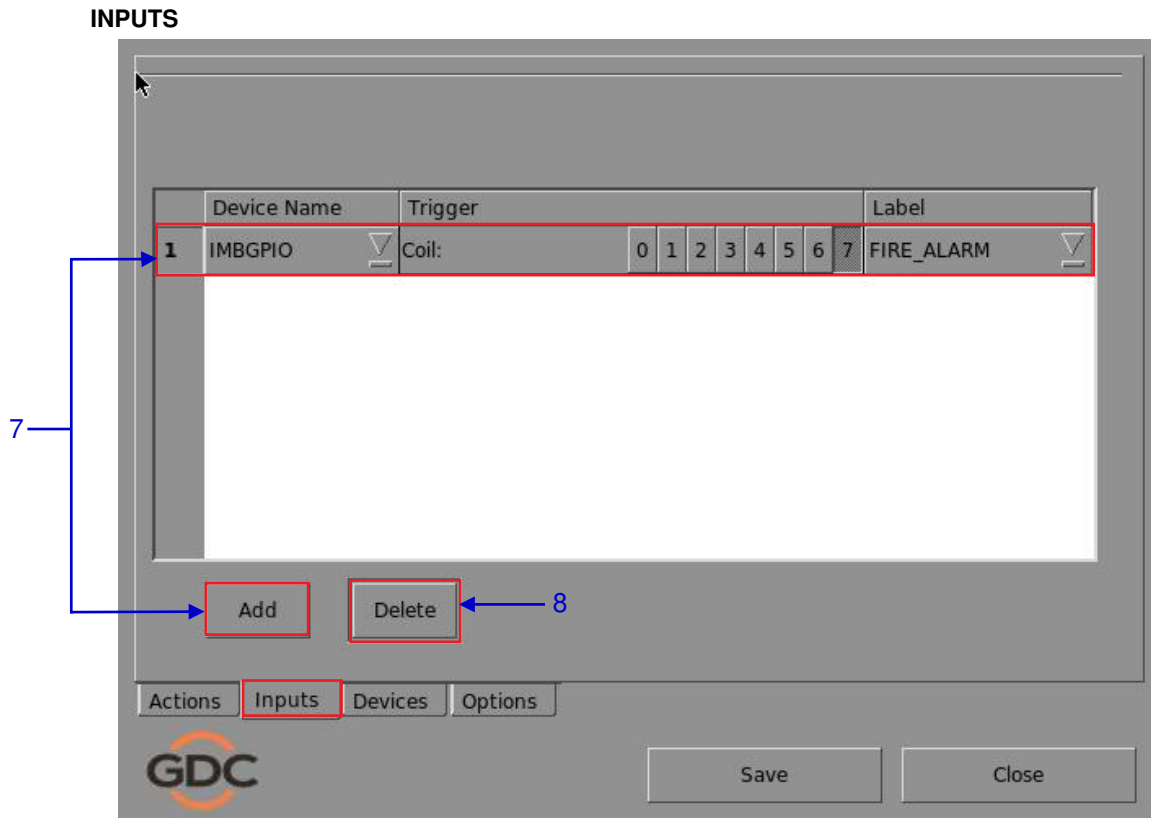 INPUTS
Device Name Trigger Label
1 IMBGPIO Coil: 0 1 2 3 4 5 6 7 FIRE_ALARM
7
Add Delete 8
Actions Inputs Devices Options
GDC Save Close